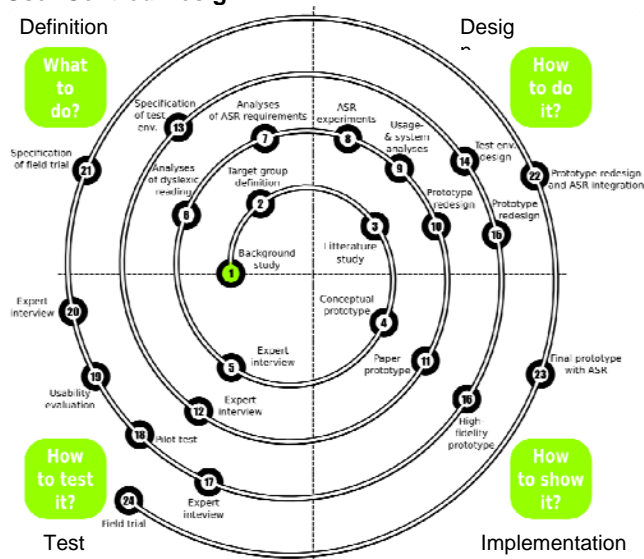 Definition
Desig
What
to
do?
How
to do
it?
Specification
of test
env.
13
Analyses
of ASR requirements
7
ASR
experiments
8
Usage-
& system
analyses
9
Test env.
design
14
Specification
of field trial
21
Analyses
of dyslexic
reading
6
Target group
definition
2
Prototype
redesign
10
Prototype
redesign
15
22
Prototype redesign
and ASR integration
3
Litterature
study
Background
study
1
Expert
interview
20
Conceptual
prototype
4
Expert
interview
5
Paper
prototype
11
Final prototype
with ASR
23
Usability
evaluation
19
Expert
interview
12
16
High-
fidelity
prototype
Pilot test
18
Expert
interview
17
Field trial
24
How
to test
it?
How
to show
it?
Test
Implementation